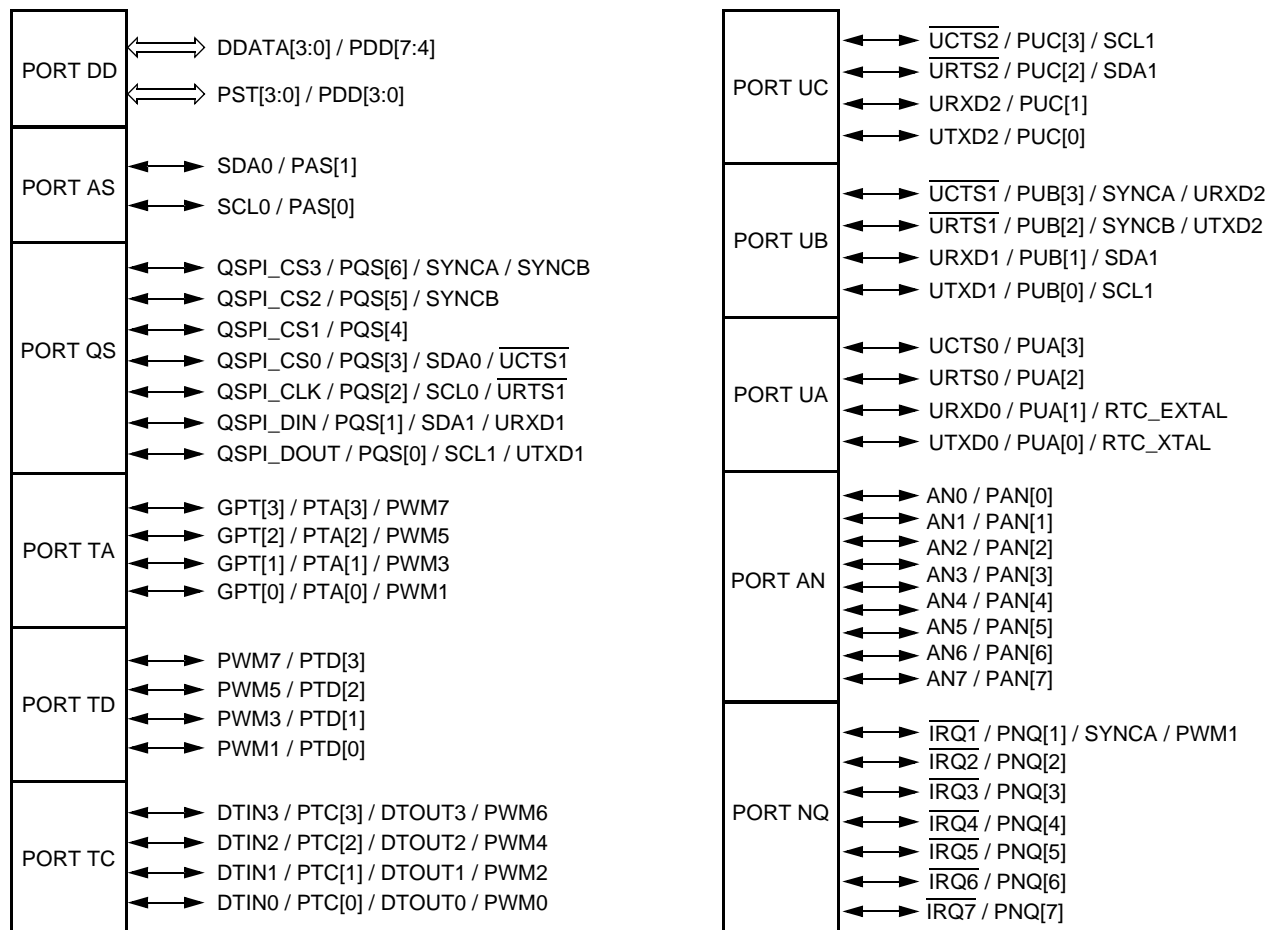 PORT DD
DDATA[3:0] / PDD[7:4]
PST[3:0] / PDD[3:0]
PORT AS
SDA0 / PAS[1]
SCL0 / PAS[0]
PORT QS
QSPI_CS3 / PQS[6] / SYNCA / SYNCB
QSPI_CS2 / PQS[5] / SYNCB
QSPI_CS1 / PQS[4]
QSPI_CS0 / PQS[3] / SDA0 / UCTS1
QSPI_CLK / PQS[2] / SCL0 / URTS1
QSPI_DIN / PQS[1] / SDA1 / URXD1
QSPI_DOUT / PQS[0] / SCL1 / UTXD1
PORT TA
GPT[3] / PTA[3] / PWM7
GPT[2] / PTA[2] / PWM5
GPT[1] / PTA[1] / PWM3
GPT[0] / PTA[0] / PWM1
PORT TD
PWM7 / PTD[3]
PWM5 / PTD[2]
PWM3 / PTD[1]
PWM1 / PTD[0]
PORT TC
DTIN3 / PTC[3] / DTOUT3 / PWM6
DTIN2 / PTC[2] / DTOUT2 / PWM4
DTIN1 / PTC[1] / DTOUT1 / PWM2
DTIN0 / PTC[0] / DTOUT0 / PWM0
PORT UC
UCTS2 / PUC[3] / SCL1
URTS2 / PUC[2] / SDA1
URXD2 / PUC[1]
UTXD2 / PUC[0]
PORT UB
UCTS1 / PUB[3] / SYNCA / URXD2
URTS1 / PUB[2] / SYNCB / UTXD2
URXD1 / PUB[1] / SDA1
UTXD1 / PUB[0] / SCL1
PORT UA
UCTS0 / PUA[3]
URTS0 / PUA[2]
URXD0 / PUA[1] / RTC_EXTAL
UTXD0 / PUA[0] / RTC_XTAL
PORT AN
AN0 / PAN[0]
AN1 / PAN[1]
AN2 / PAN[2]
AN3 / PAN[3]
AN4 / PAN[4]
AN5 / PAN[5]
AN6 / PAN[6]
AN7 / PAN[7]
PORT NQ
IRQ1 / PNQ[1] / SYNCA / PWM1
IRQ2 / PNQ[2]
IRQ3 / PNQ[3]
IRQ4 / PNQ[4]
IRQ5 / PNQ[5]
IRQ6 / PNQ[6]
IRQ7 / PNQ[7]